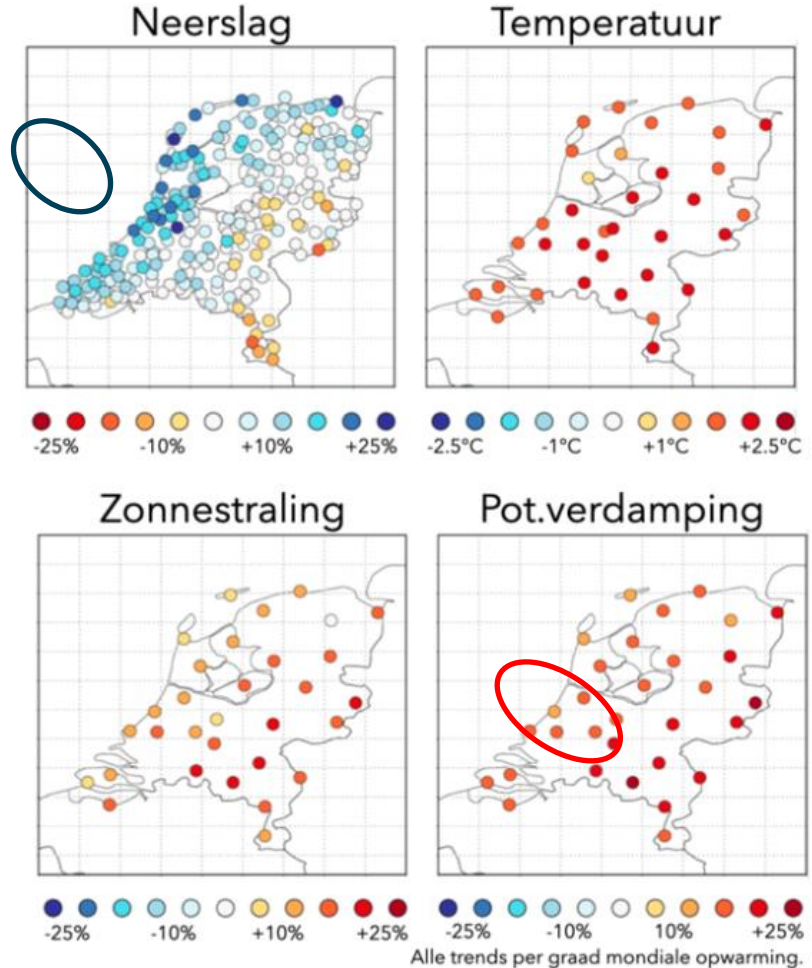 Neerslag
Temperatuur
-25% -10% +10% +25%
-2.5°C -1°C +1°C +2.5°C
Zonnestraling
Pot.verdamping
-25% -10% +10% +25%
-25% -10% 10% +25%
Alle trends per graad mondiale opwarming.